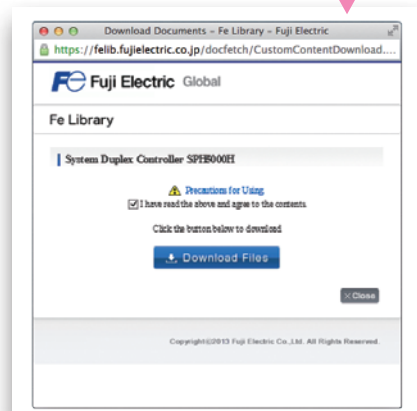 Download Documents – Fe Library – Fuji Electric
https://felib.fujielectric.co.jp/docfetch/CustomContentDownload....
Fe Fuji Electric Global
Fe Library
System Duplex Controller SPH5000H
Precautions for Using.
I have read the above and agree to the contents.
Click the button below to download
Download Files
×Close
Copyright©2013 Fuji Electric Co.,Ltd. All Rights Reserved.